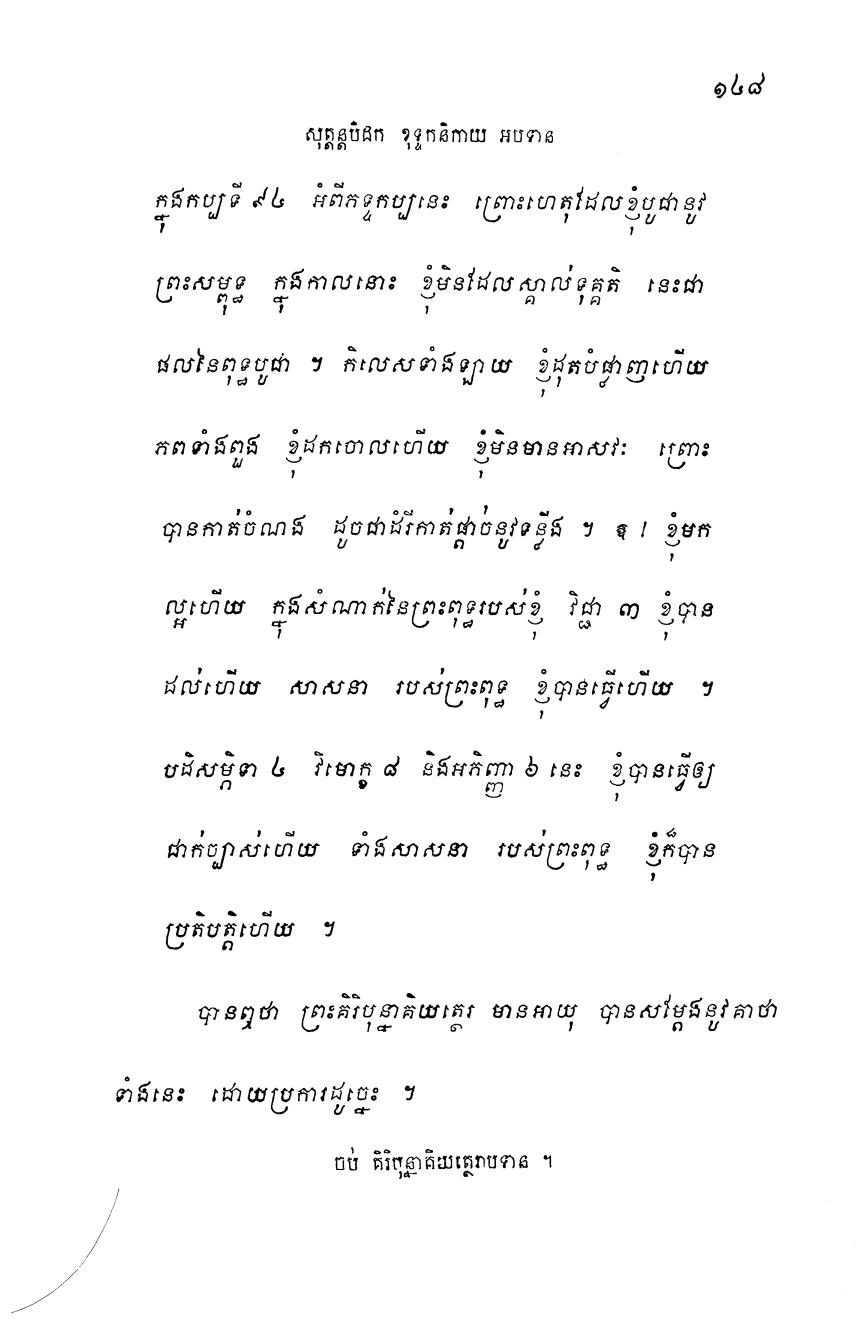 ១៤៨
សុត្តន្តបិដក ខុទ្ទកនិកាយ អបទាន
ក្នុងកប្បទី ៩៤ អំពីភទ្ទកប្បនេះ ព្រោះហេតុដែលខ្ញុំបូជានូវ
ព្រះសម្ពុទ្ធ ក្នុងកាលនោះ ខ្ញុំមិនដែលស្គាល់ទុគ្គតិ នេះជា
ផលនៃពុទ្ធបូជា ។ កិលេសទាំងឡាយ ខ្ញុំដុតបំផ្លាញហើយ
ភពទាំងពួង ខ្ញុំដកចោលហើយ ខ្ញុំមិនមានអាសវៈ ព្រោះ
បានកាត់ចំណង ដូចជាដំរីកាត់ផ្តាច់នូវទន្លីង ។ ឱ ! ខ្ញុំមក
ល្អហើយ ក្នុងសំណាក់នៃព្រះពុទ្ធរបស់ខ្ញុំ វិជ្ជា ៣ ខ្ញុំបាន
ដល់ហើយ សាសនា របស់ព្រះពុទ្ធ ខ្ញុំបានធ្វើហើយ ។
បដិសម្ភិទា ៤ វិមោក្ខ ៨ និងអភិញ្ញា ៦ នេះ ខ្ញុំបានធ្វើឲ្យ
ជាក់ច្បាស់ហើយ ទាំងសាសនា របស់ព្រះពុទ្ធ ខ្ញុំក៏បាន
ប្រតិបត្តិហើយ ។
បានឮថា ព្រះគិរិបុន្នាគិយត្ថេរ មានអាយុ បានសម្តែងនូវគាថា
ទាំងនេះ ដោយប្រការដូច្នេះ ។
ចប់ គិរិបុន្នាគិយត្ថេរាបទាន ។